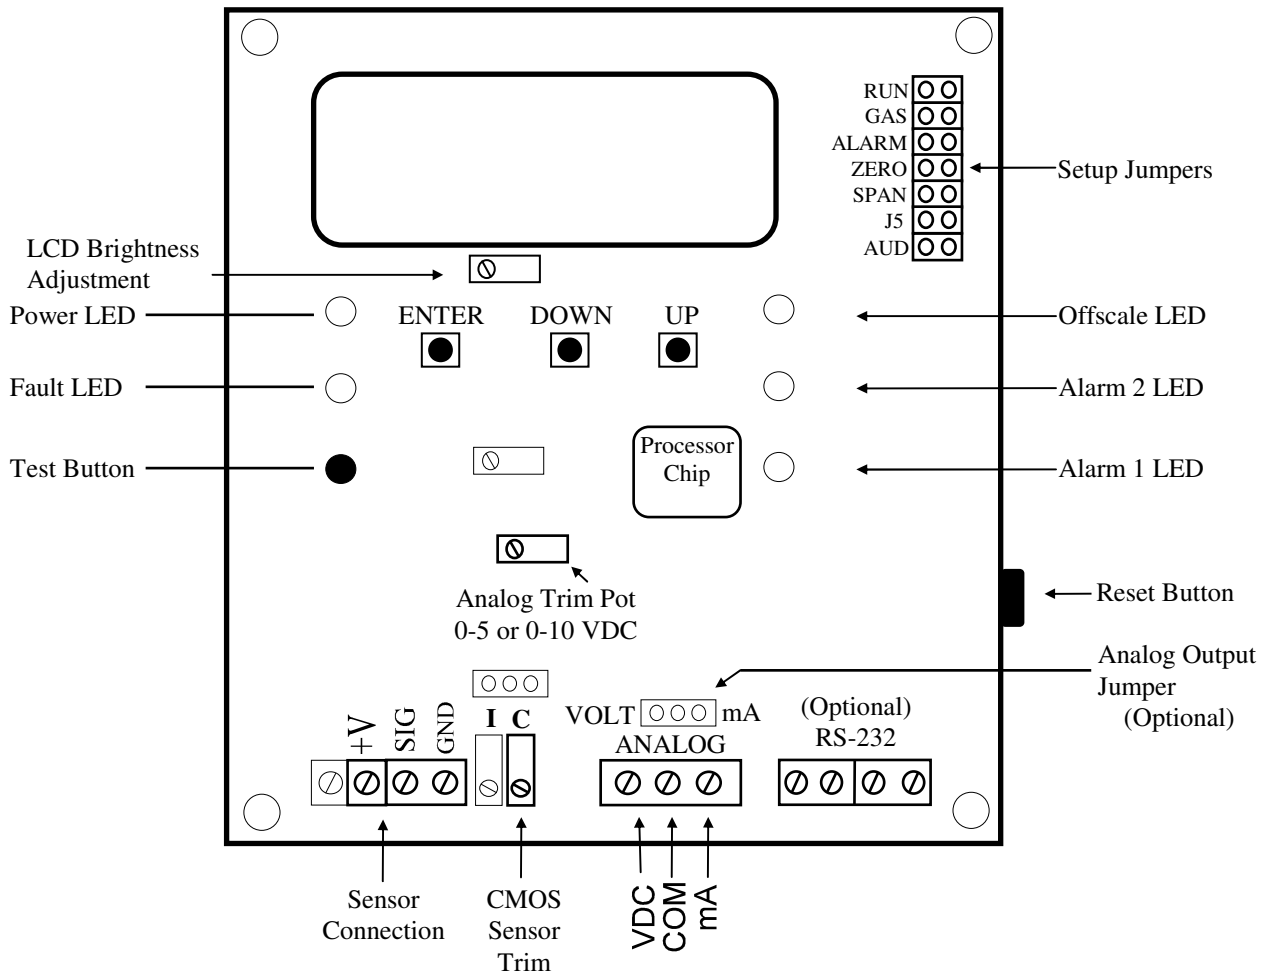 RUN
GAS
ALARM
ZERO
SPAN
J5
AUD
Setup Jumpers
LCD Brightness
Adjustment
Power LED
ENTER
DOWN
UP
Offscale LED
Fault LED
Alarm 2 LED
Processor
Chip
Test Button
Alarm 1 LED
Analog Trim Pot
0-5 or 0-10 VDC
Reset Button
Analog Output
Jumper
(Optional)
+V
SIG
GND
I C
VOLT
mA
ANALOG
(Optional)
RS-232
Sensor
Connection
CMOS
Sensor
Trim
VDC
COM
mA